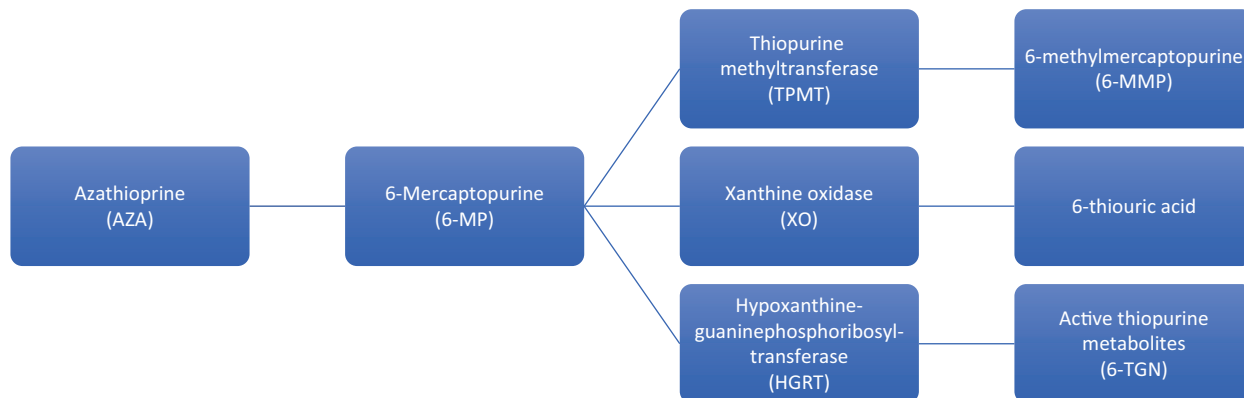 Thiopurine
methyltransferase
(TPMT)
6-methylmercaptopurine
(6-MMP)
Azathioprine
(AZA)
6-Mercaptopurine
(6-MP)
Xanthine oxidase
(XO)
6-thiouric acid
Hypoxanthine-
guaninephosphoribosyl-
transferase
(HGRT)
Active thiopurine
metabolites
(6-TGN)